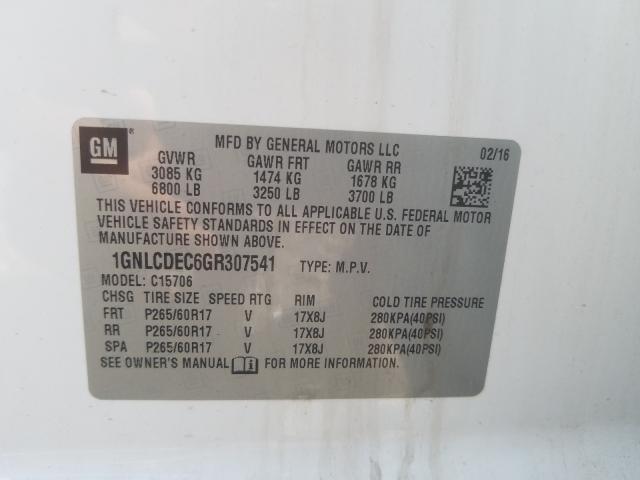 GM ®
MFD BY GENERAL MOTORS LLC 02/16
GVWR GAWR FRT GAWR RR
3085 KG 1474 KG 1678 KG
6800 LB 3250 LB 3700 LB
THIS VEHICLE CONFORMS TO ALL APPLICABLE U.S. FEDERAL MOTOR
VEHICLE SAFETY STANDARDS IN EFFECT ON THE DATE OF
MANUFACTURE SHOWN ABOVE.
1GNLCDEC6GR307541 TYPE: M.P.V.
MODEL: C15706
CHSG TIRE SIZE SPEED RTG RIM COLD TIRE PRESSURE
FRT P265/60R17 V 17X8J 280KPA(40PSI)
RR P265/60R17 V 17X8J 280KPA(40PSI)
SPA P265/60R17 V 17X8J 280KPA(40PSI)
SEE OWNER'S MANUAL i FOR MORE INFORMATION.